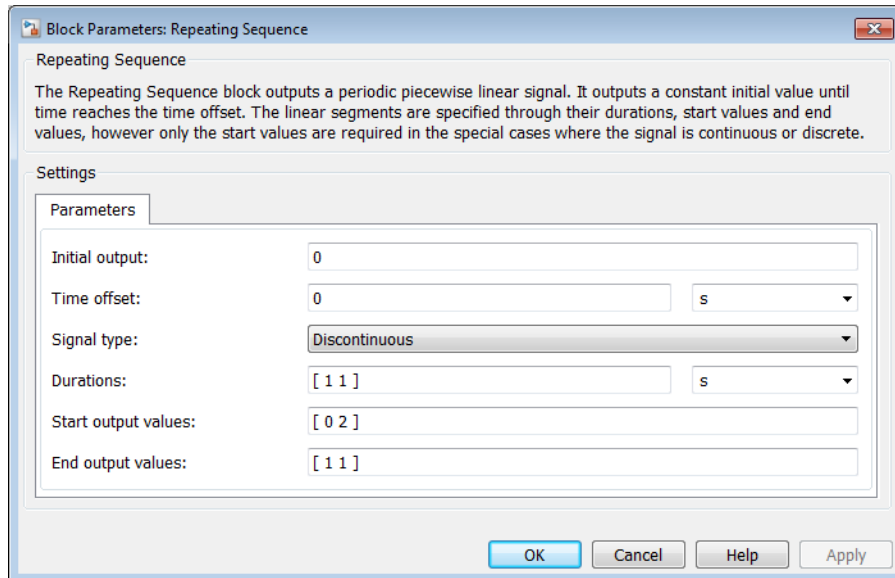 Block Parameters: Repeating Sequence
Repeating Sequence
The Repeating Sequence block outputs a periodic piecewise linear signal. It outputs a constant initial value until
time reaches the time offset. The linear segments are specified through their durations, start values and end
values, however only the start values are required in the special cases where the signal is continuous or discrete.
Settings
Parameters
Initial output: 0
Time offset: 0 s
Signal type: Discontinuous
Durations: [ 1 1 ] s
Start output values: [ 0 2 ]
End output values: [ 1 1 ]
OK Cancel Help Apply